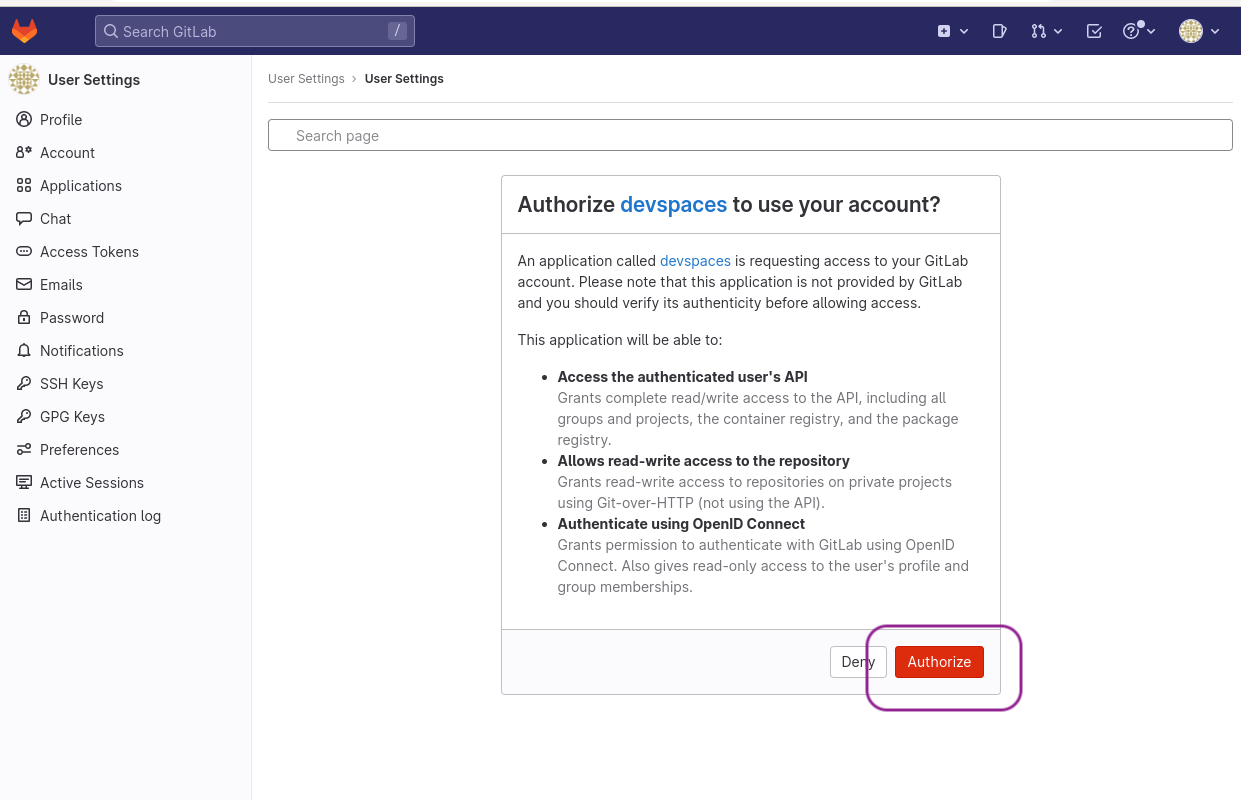 Search GitLab /
User Settings
Profile
Account
Applications
Chat
Access Tokens
Emails
Password
Notifications
SSH Keys
GPG Keys
Preferences
Active Sessions
Authentication log
User Settings › User Settings
Search page
Authorize devspaces to use your account?
An application called devspaces is requesting access to your GitLab
account. Please note that this application is not provided by GitLab
and you should verify its authenticity before allowing access.
This application will be able to:
• Access the authenticated user's API
Grants complete read/write access to the API, including all
groups and projects, the container registry, and the package
registry.
• Allows read-write access to the repository
Grants read-write access to repositories on private projects
using Git-over-HTTP (not using the API).
• Authenticate using OpenID Connect
Grants permission to authenticate with GitLab using OpenID
Connect. Also gives read-only access to the user's profile and
group memberships.
Deny Authorize